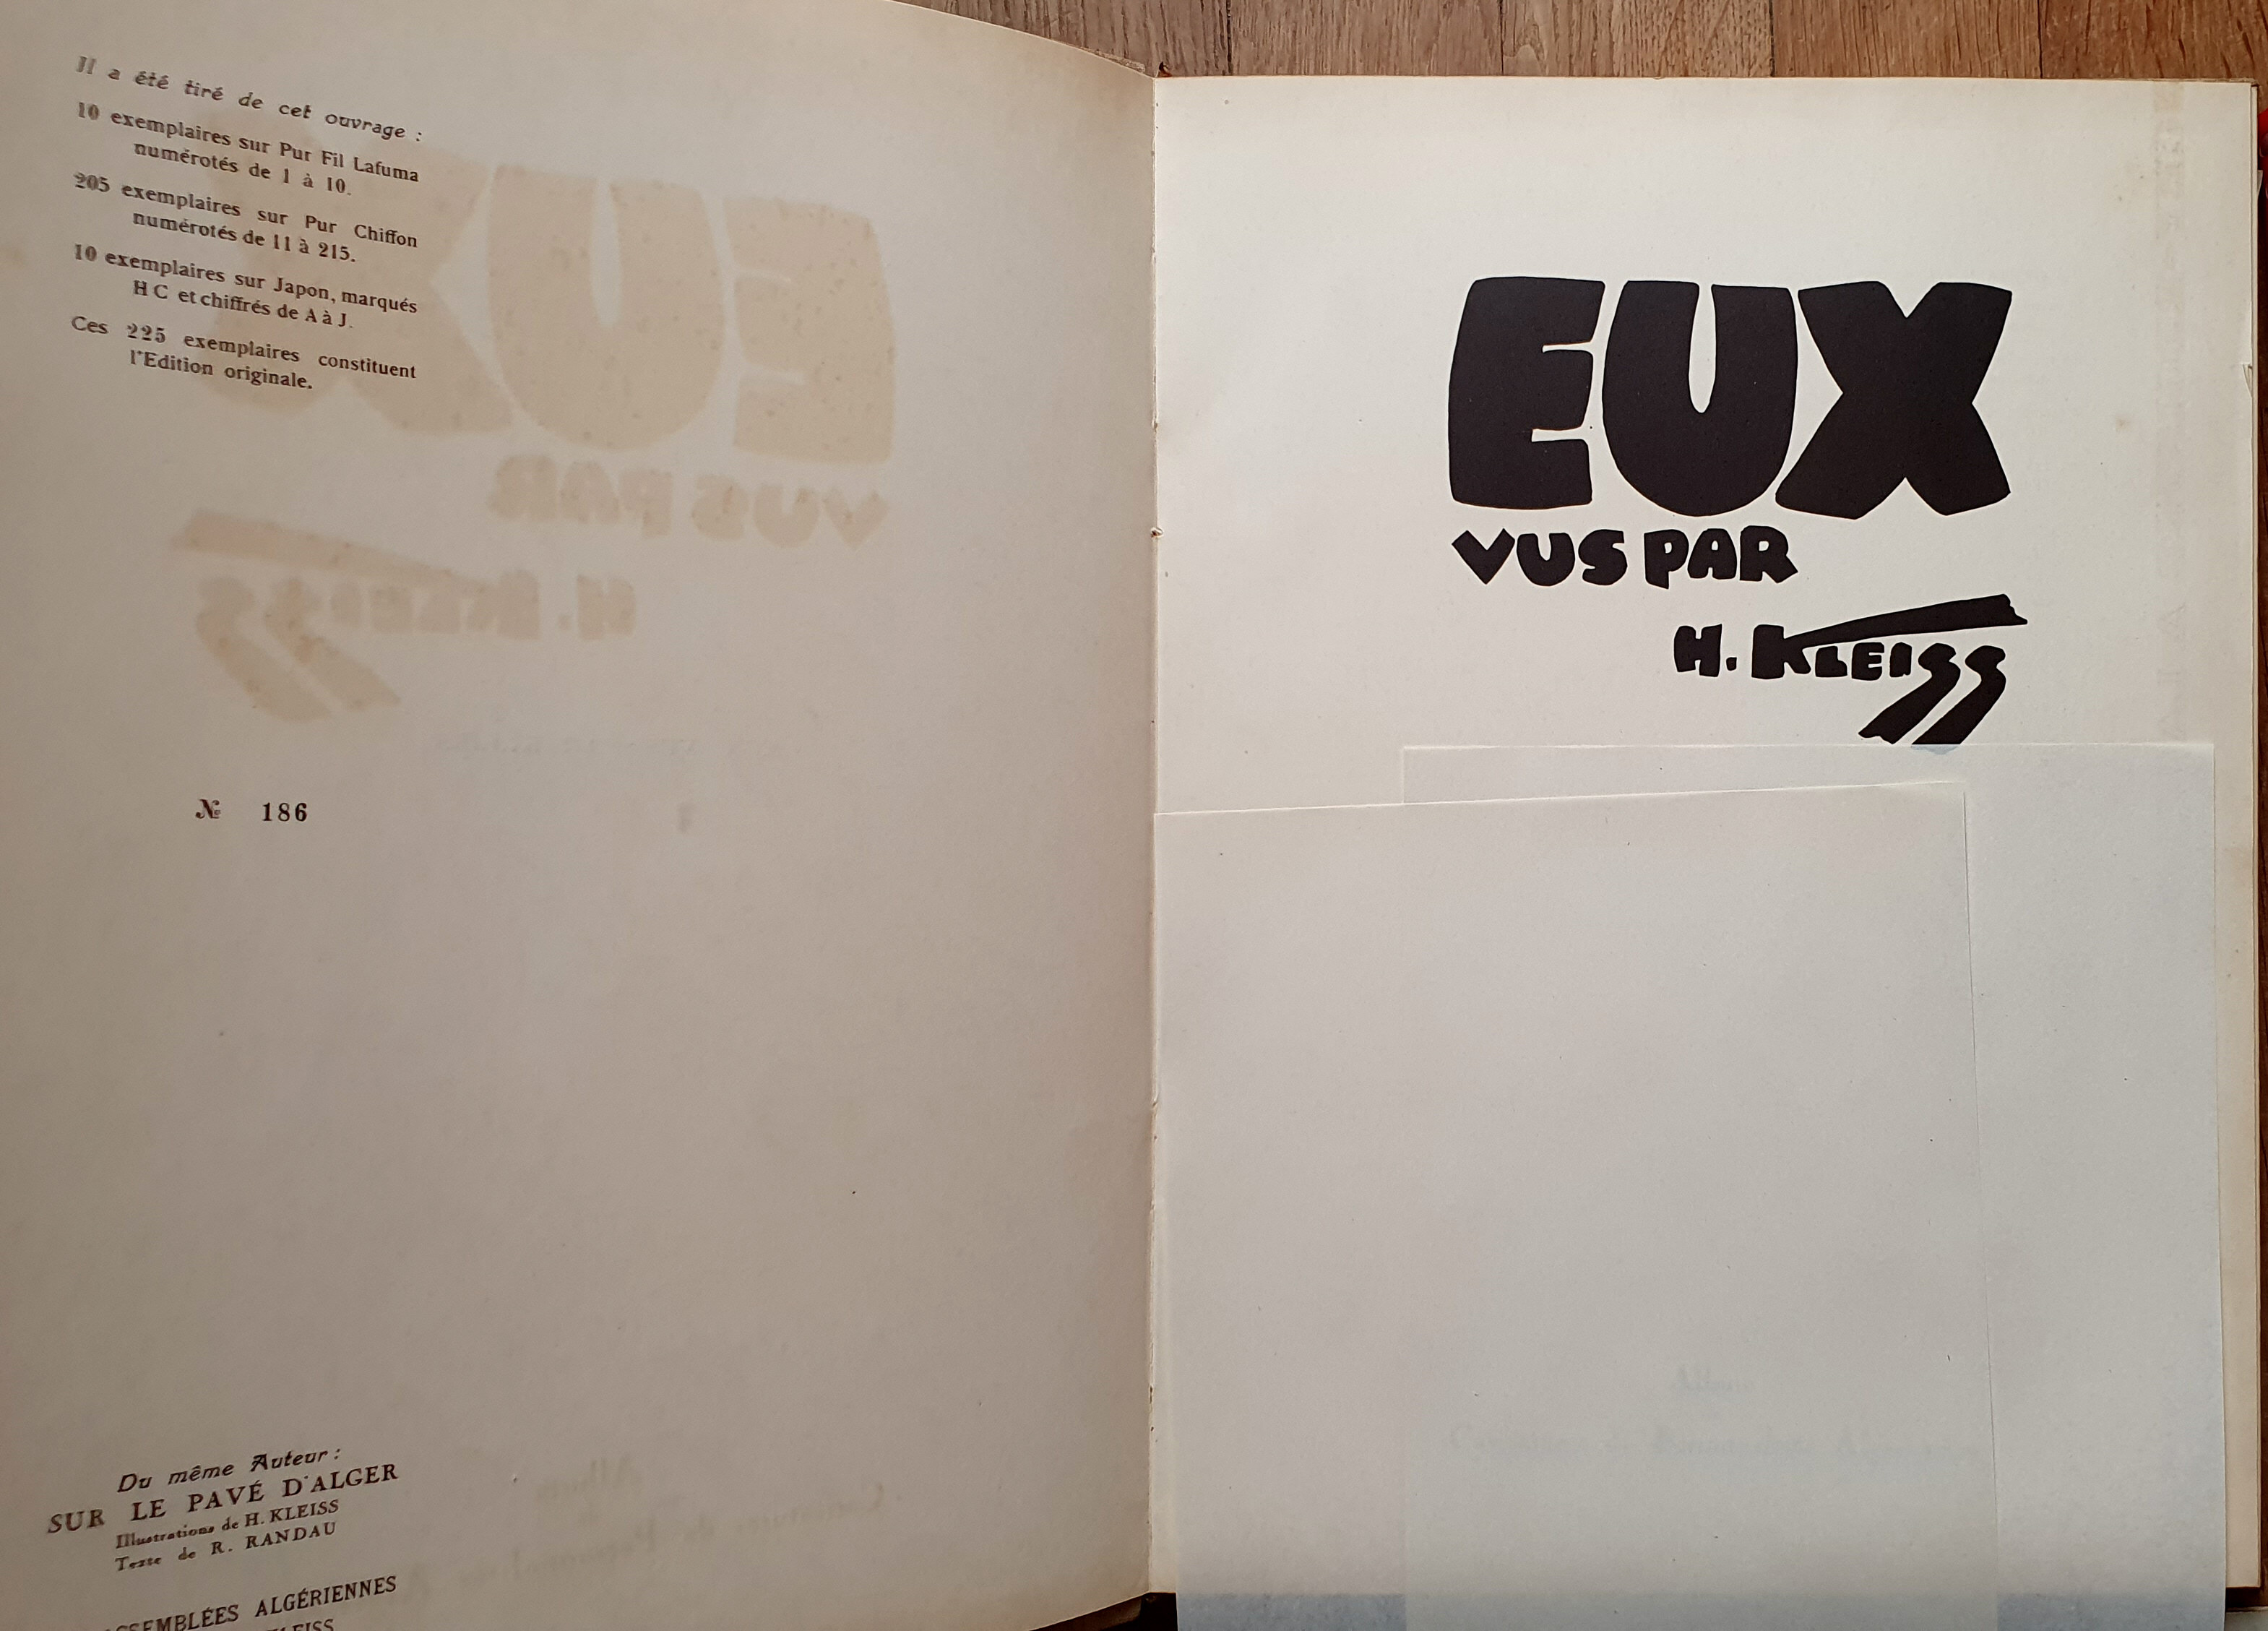 Il a été tiré de cet ouvrage :
10 exemplaires sur Pur Fil Lafuma
numérotés de 1 à 10.
205 exemplaires sur Pur Chiffon
numérotés de 11 à 215.
10 exemplaires sur Japon, marqués
H C et chiffrés de A à J.
Ces 225 exemplaires constituent
l'Edition originale.
№ 186
Du même Auteur :
SUR LE PAVÉ D'ALGER
Illustrations de H. KLEISS
Texte de R. RANDAU
ALGÉRIENNES
EUX
VUS PAR
H. KLEISS